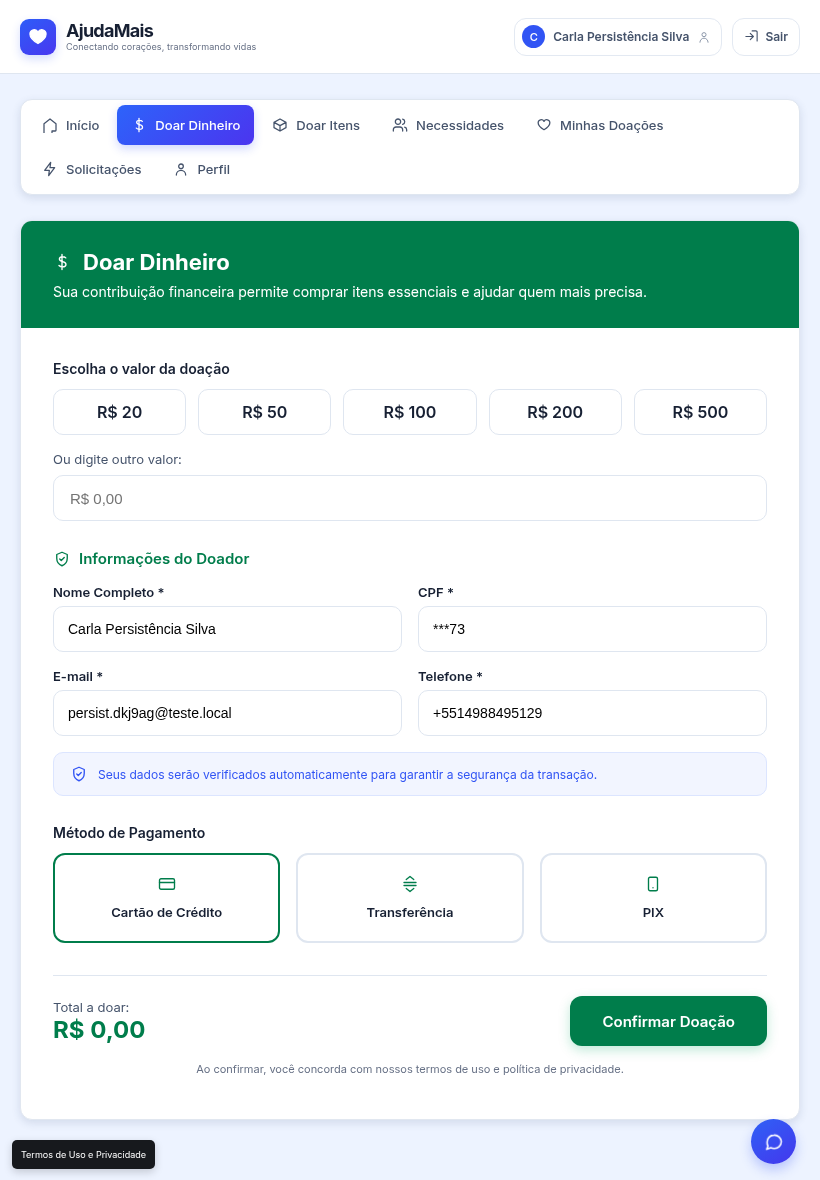 AjudaMais
Conectando corações, transformando vidas
C Carla Persistência Silva
Sair
Início
Doar Dinheiro
Doar Itens
Necessidades
Minhas Doações
Solicitações
Perfil
Doar Dinheiro
Sua contribuição financeira permite comprar itens essenciais e ajudar quem mais precisa.
Escolha o valor da doação
R$ 20
R$ 50
R$ 100
R$ 200
R$ 500
Ou digite outro valor:
R$ 0,00
Informações do Doador
Nome Completo *
Carla Persistência Silva
CPF *
***73
E-mail *
persist.dkj9ag@teste.local
Telefone *
+5514988495129
Seus dados serão verificados automaticamente para garantir a segurança da transação.
Método de Pagamento
Cartão de Crédito
Transferência
PIX
Total a doar:
R$ 0,00
Confirmar Doação
Ao confirmar, você concorda com nossos termos de uso e política de privacidade.
Termos de Uso e Privacidade